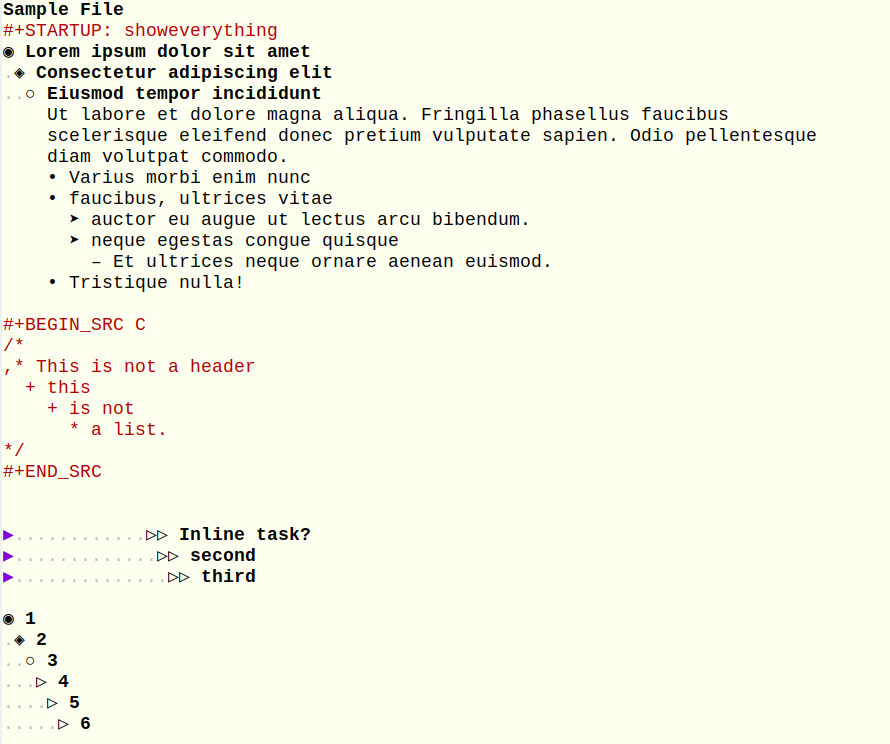 Sample File
#+STARTUP: showeverything
◉ Lorem ipsum dolor sit amet
.◈ Consectetur adipiscing elit
..○ Eiusmod tempor incididunt
    Ut labore et dolore magna aliqua. Fringilla phasellus faucibus
    scelerisque eleifend donec pretium vulputate sapien. Odio pellentesque
    diam volutpat commodo.
    • Varius morbi enim nunc
    • faucibus, ultrices vitae
      ➤ auctor eu augue ut lectus arcu bibendum.
      ➤ neque egestas congue quisque
        – Et ultrices neque ornare aenean euismod.
    • Tristique nulla!

#+BEGIN_SRC C
/*
,* This is not a header
  + this
    + is not
      * a list.
*/
#+END_SRC

▶............▷▷ Inline task?
▶.............▷▷ second
▶..............▷▷ third

◉ 1
.◈ 2
..○ 3
...▷ 4
....▷ 5
.....▷ 6